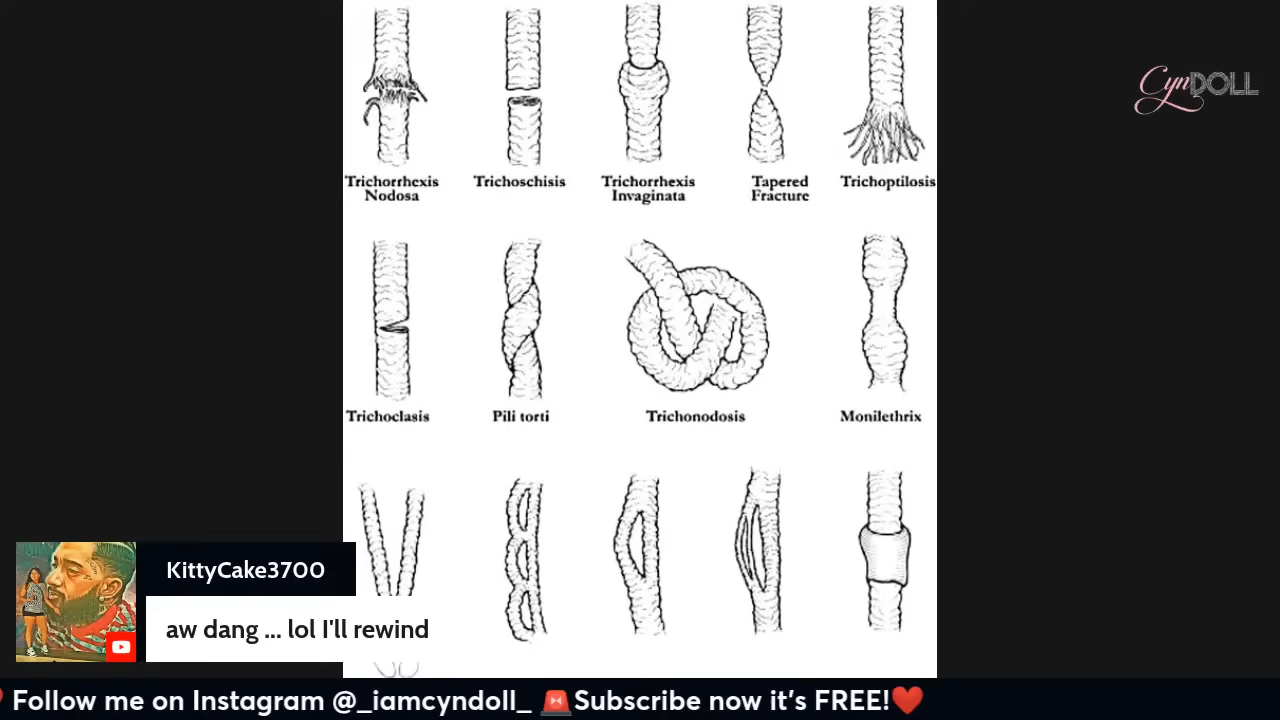 CynDOLL
Trichorrhexis
Nodosa
Trichoschisis
Trichorrhexis
Invaginata
Tapered
Fracture
Trichoptilosis
Trichoclasis
Pili torti
Trichonodosis
Monilethrix
KittyCake3700
aw dang ... lol I'll rewind
Follow me on Instagram @_iamcyndoll_ 🚨Subscribe now it's FREE!❤️